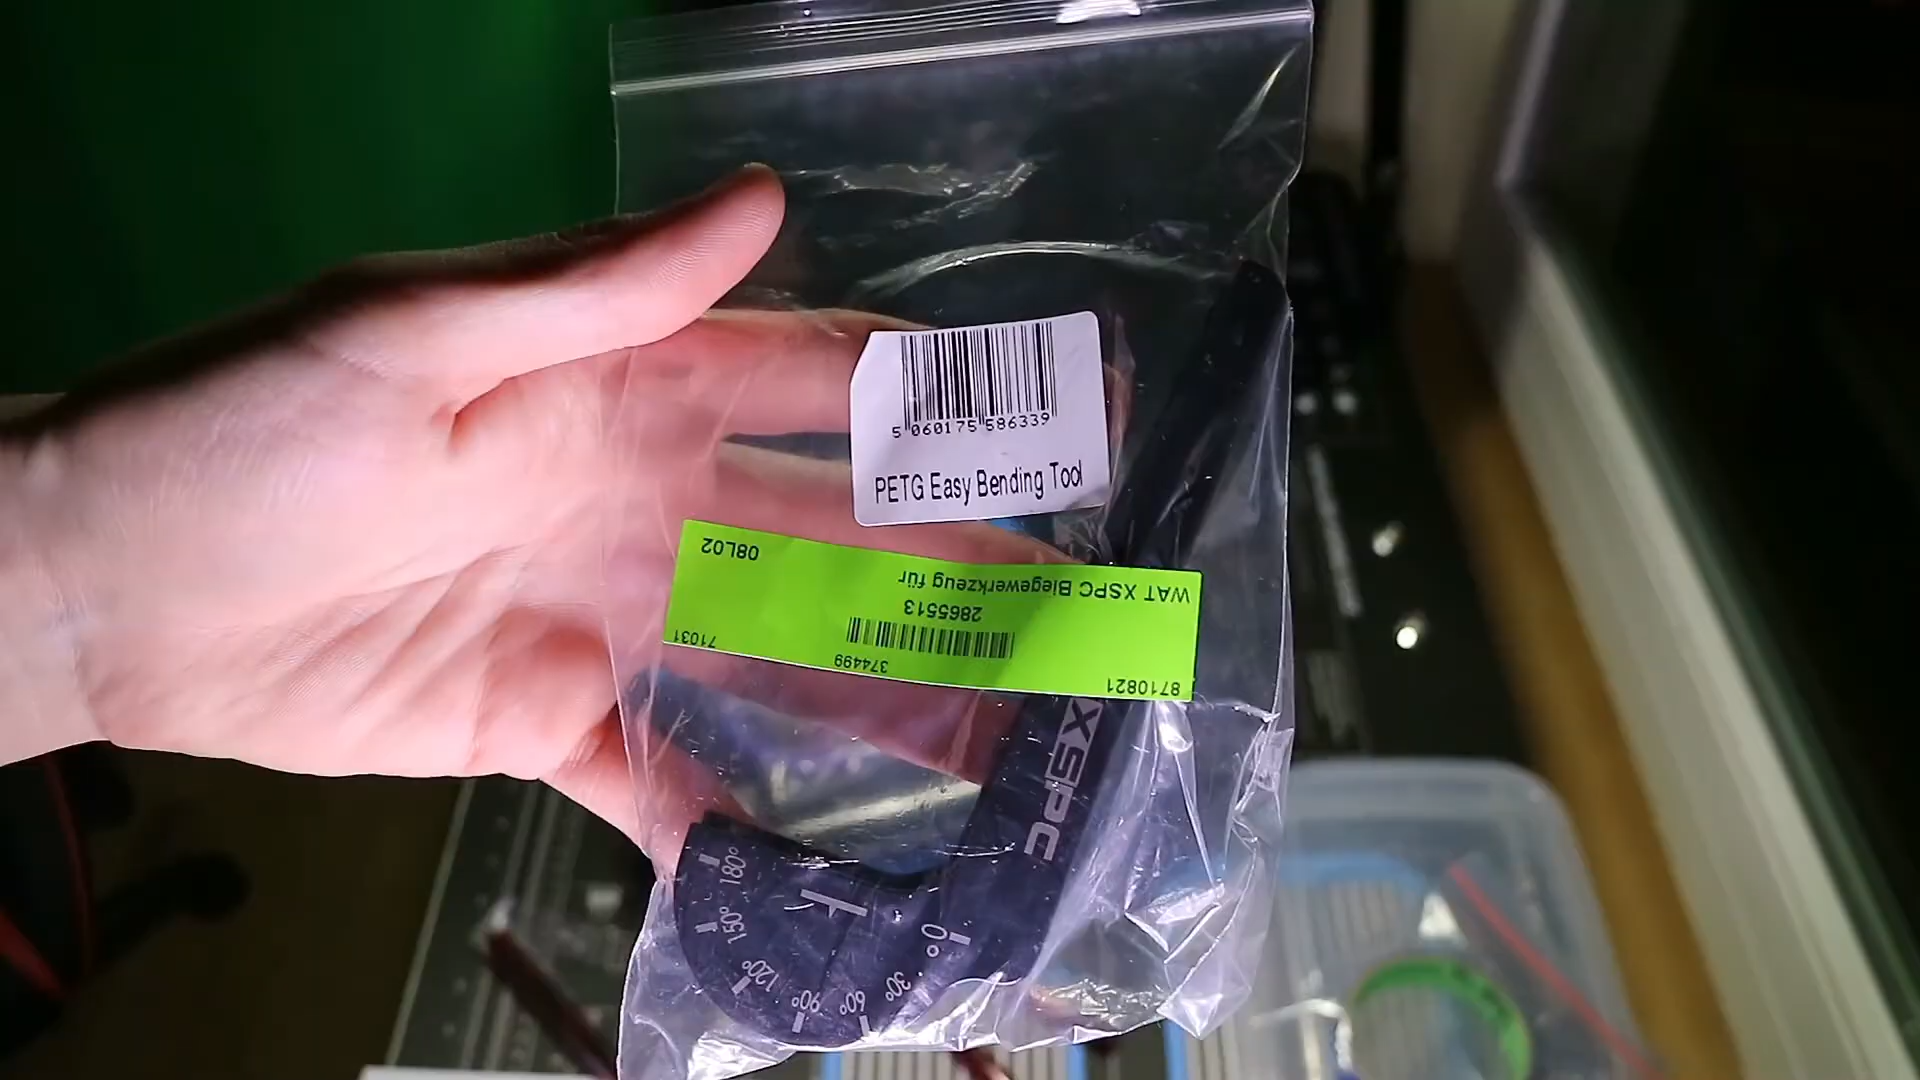 5 060175 586339
PETG Easy Bending Tool
8710821
374499
71031
2865513
WAT XSPC Biegewerkzeug für
08L02
XSPC
0°
30°
60°
90°
120°
150°
180°